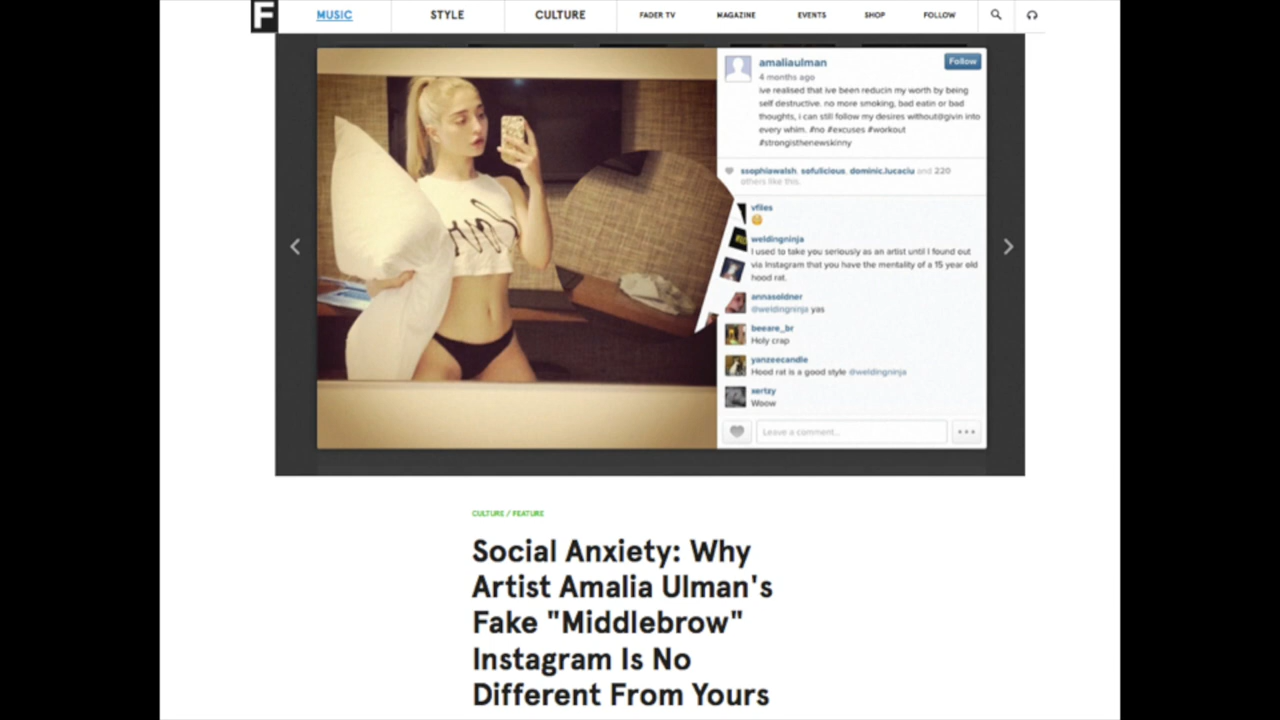 F
MUSIC
STYLE
CULTURE
FADER TV
MAGAZINE
EVENTS
SHOP
FOLLOW
amaliaulman
Follow
4 months ago
ive realised that ive been reducin my worth by being
self destructive. no more smoking, bad eatin or bad
thoughts, i can still follow my desires without@givin into
every whim. #no #excuses #workout
#strongisthenewskinny
ssophiawalsh, sofulicious, dominic.lucaciu and 220
others like this.
vfiles
weldingninja
I used to take you seriously as an artist until I found out
via Instagram that you have the mentality of a 15 year old
hood rat.
annasoldner
@weldingninja yas
beeare_br
Holy crap
yanzeecandle
Hood rat is a good style @weldingninja
xertzy
Woow
Leave a comment...
CULTURE / FEATURE
Social Anxiety: Why
Artist Amalia Ulman's
Fake "Middlebrow"
Instagram Is No
Different From Yours